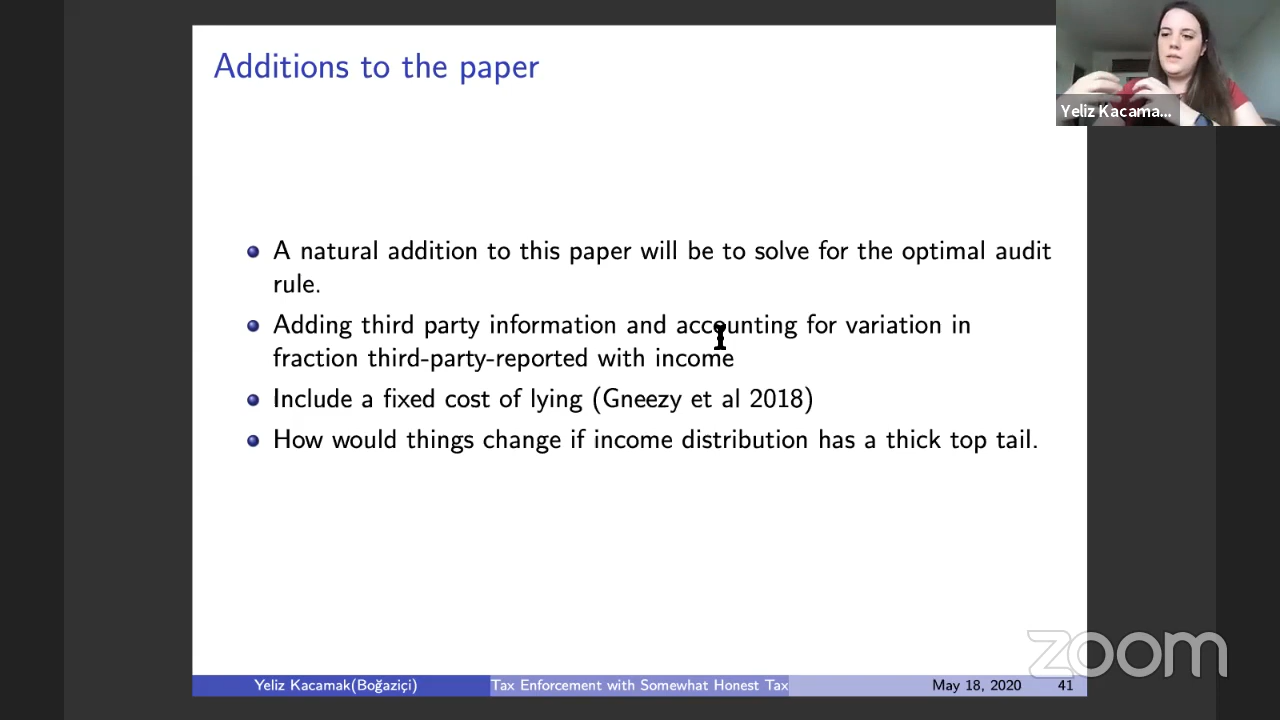 Additions to the paper
Yeliz Kacama...
A natural addition to this paper will be to solve for the optimal audit
rule.
Adding third party information and accounting for variation in
fraction third-party-reported with income
Include a fixed cost of lying (Gneezy et al 2018)
How would things change if income distribution has a thick top tail.
zoom
Yeliz Kacamak(Boğaziçi)
Tax Enforcement with Somewhat Honest Tax
May 18, 2020
41